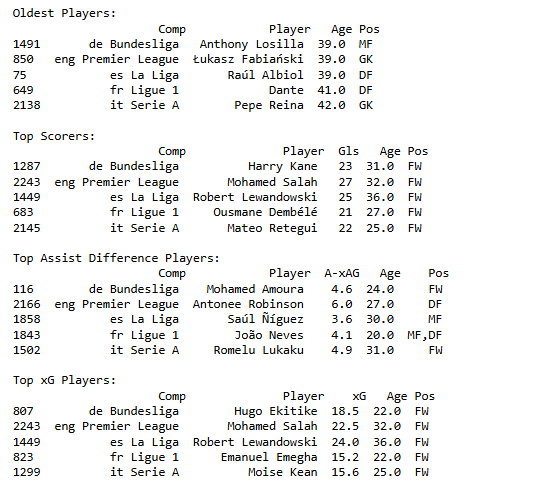 Oldest Players:
Comp Player Age Pos
1491 de Bundesliga Anthony Losilla 39.0 MF
850 eng Premier League Łukasz Fabiański 39.0 GK
75 es La Liga Raúl Albiol 39.0 DF
649 fr Ligue 1 Dante 41.0 DF
2138 it Serie A Pepe Reina 42.0 GK
Top Scorers:
Comp Player Gls Age Pos
1287 de Bundesliga Harry Kane 23 31.0 FW
2243 eng Premier League Mohamed Salah 27 32.0 FW
1449 es La Liga Robert Lewandowski 25 36.0 FW
683 fr Ligue 1 Ousmane Dembélé 21 27.0 FW
2145 it Serie A Mateo Retegui 22 25.0 FW
Top Assist Difference Players:
Comp Player A-xAG Age Pos
116 de Bundesliga Mohamed Amoura 4.6 24.0 FW
2166 eng Premier League Antonee Robinson 6.0 27.0 DF
1858 es La Liga Saúl Ñíguez 3.6 30.0 MF
1843 fr Ligue 1 João Neves 4.1 20.0 MF,DF
1502 it Serie A Romelu Lukaku 4.9 31.0 FW
Top xG Players:
Comp Player xG Age Pos
807 de Bundesliga Hugo Ekitike 18.5 22.0 FW
2243 eng Premier League Mohamed Salah 22.5 32.0 FW
1449 es La Liga Robert Lewandowski 24.0 36.0 FW
823 fr Ligue 1 Emanuel Emegha 15.2 22.0 FW
1299 it Serie A Moise Kean 15.6 25.0 FW